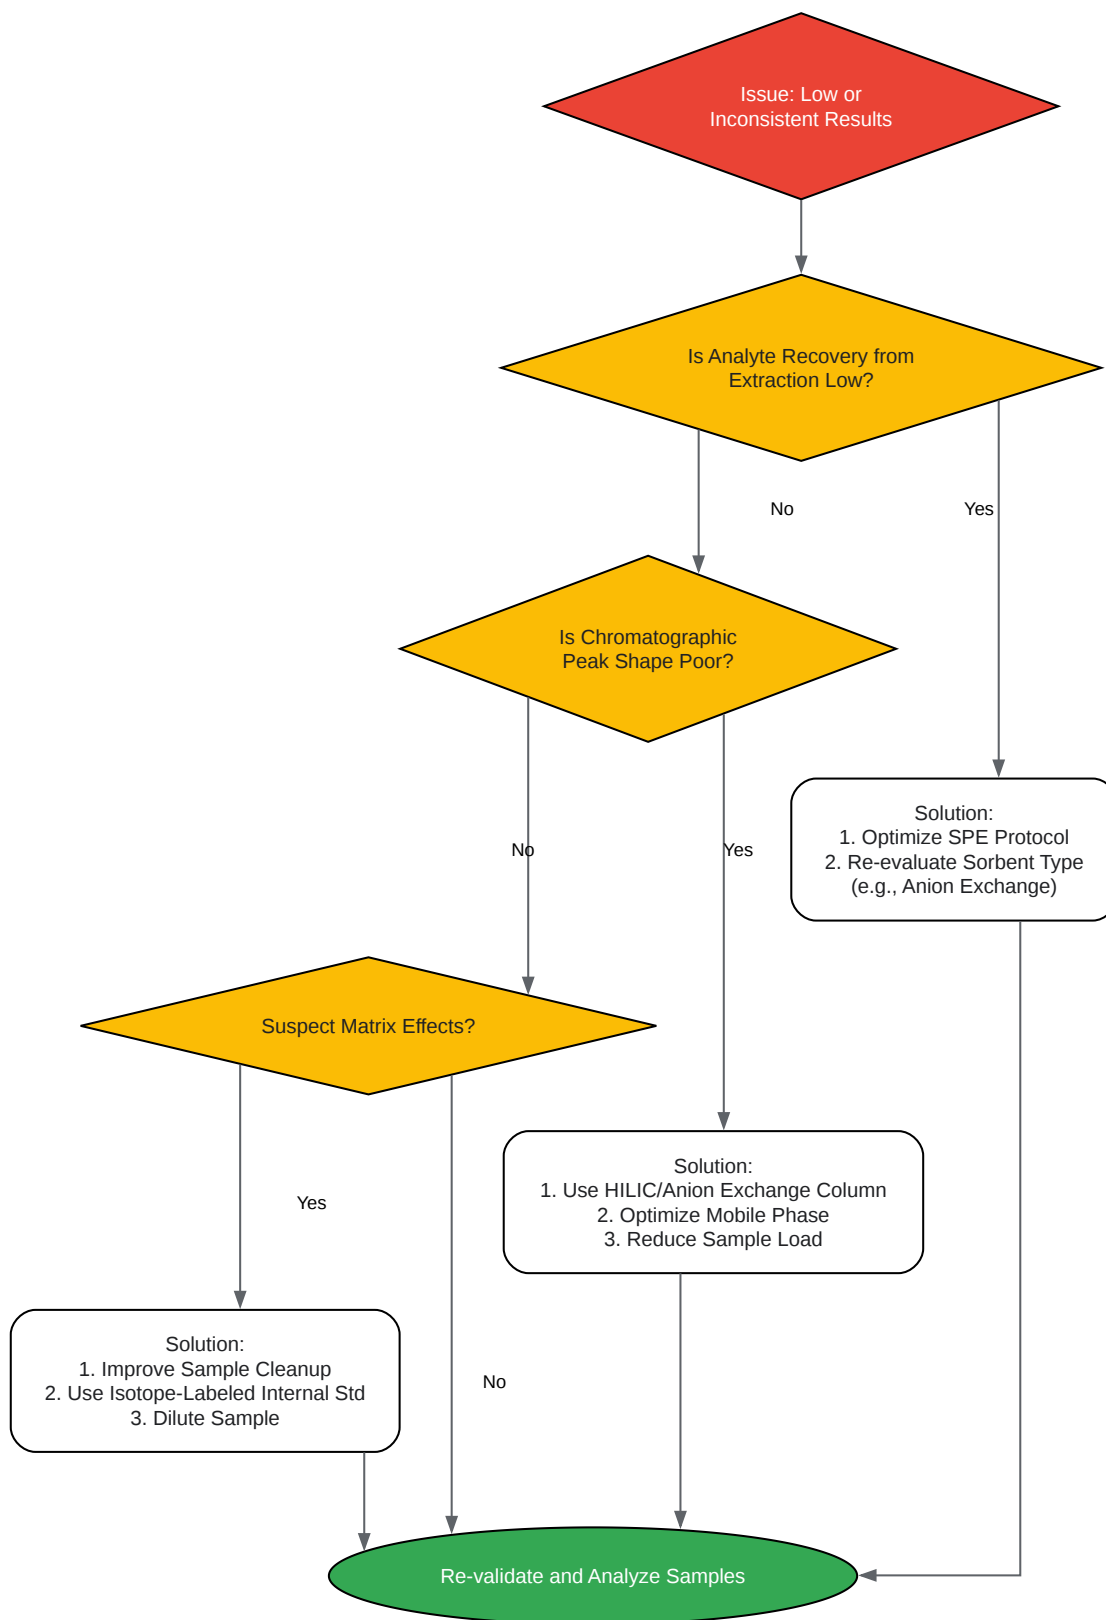 Issue: Low or
Inconsistent Results
Is Analyte Recovery from
Extraction Low?
No
Yes
Is Chromatographic
Peak Shape Poor?
Solution:
1. Optimize SPE Protocol
2. Re-evaluate Sorbent Type
(e.g., Anion Exchange)
No
Yes
Suspect Matrix Effects?
Solution:
1. Use HILIC/Anion Exchange Column
2. Optimize Mobile Phase
3. Reduce Sample Load
Yes
No
Solution:
1. Improve Sample Cleanup
2. Use Isotope-Labeled Internal Std
3. Dilute Sample
Re-validate and Analyze Samples